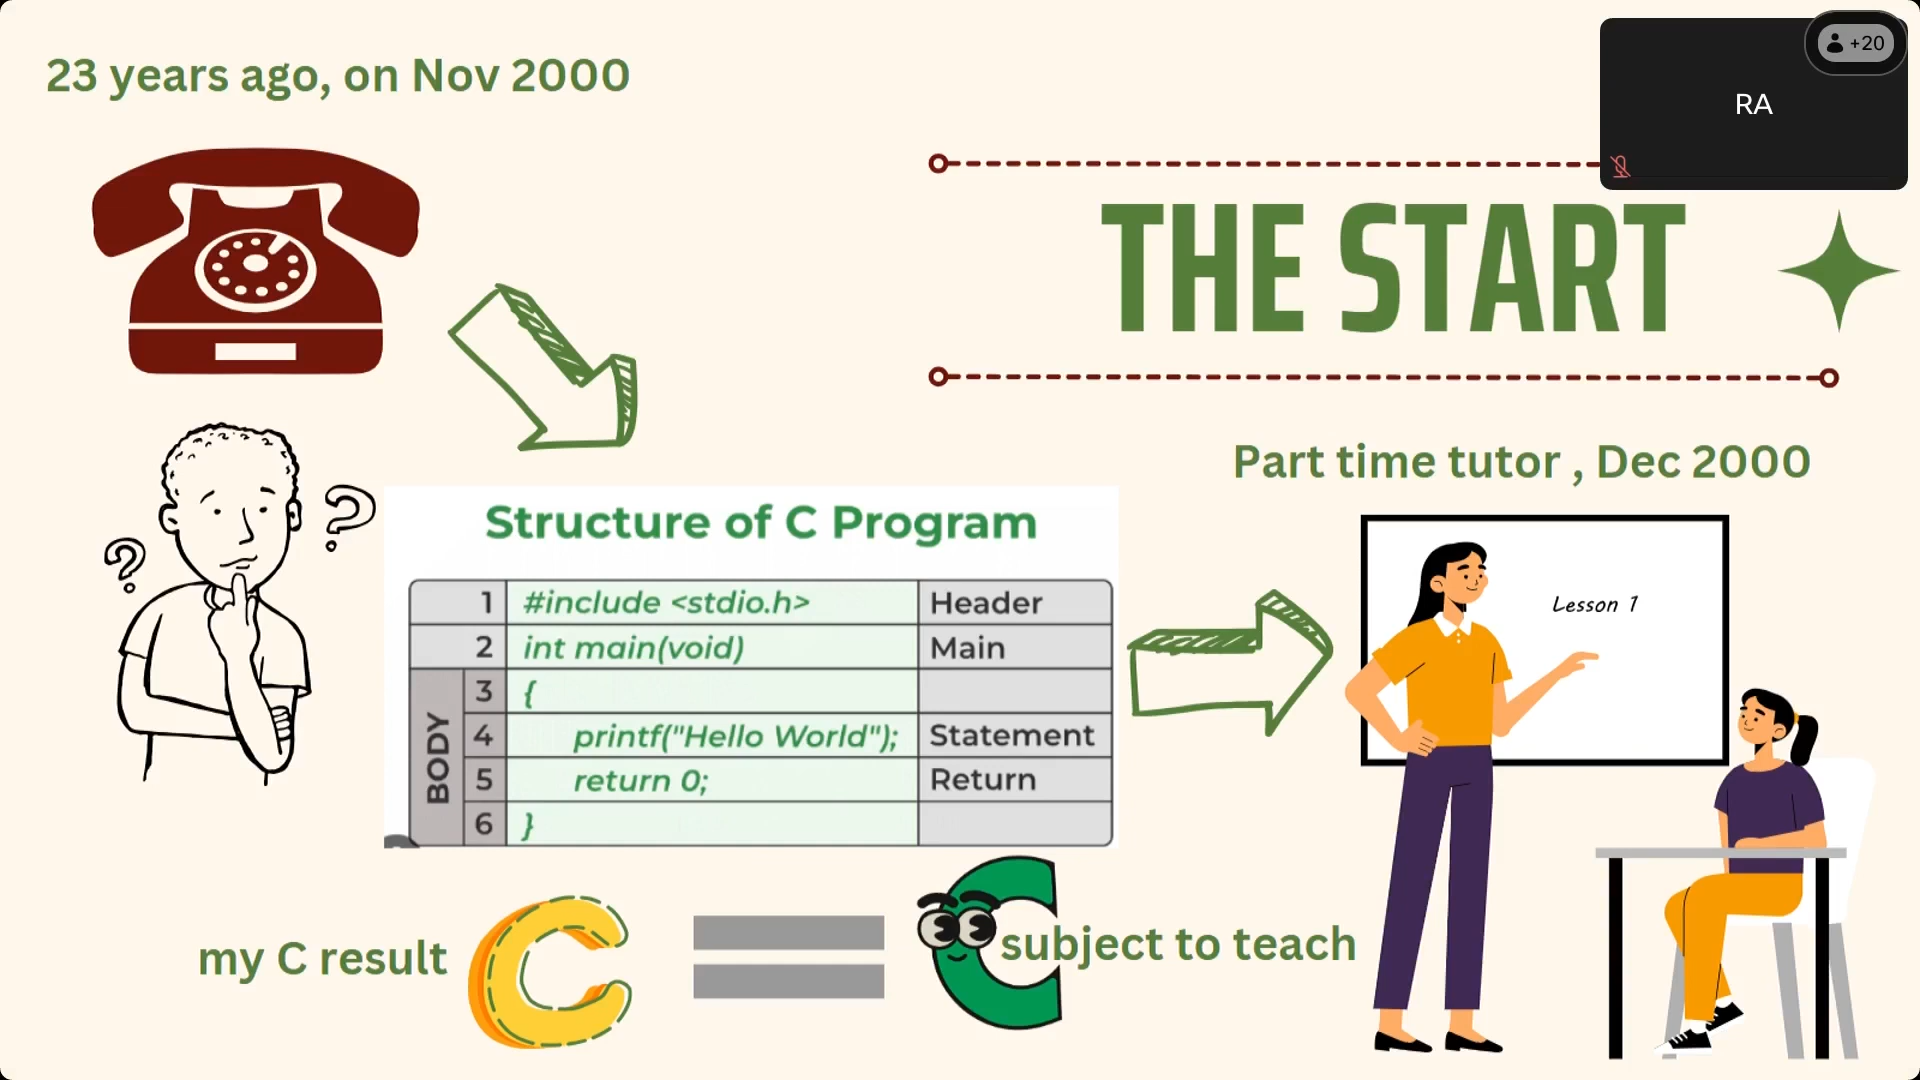 23 years ago, on Nov 2000
+20
RA
THE START
Part time tutor , Dec 2000
Lesson 1
? ?
Structure of C Program
1 #include <stdio.h> Header
2 int main(void) Main
BODY
3 {
4 printf("Hello World"); Statement
5 return 0; Return
6 }
my C result C = C subject to teach